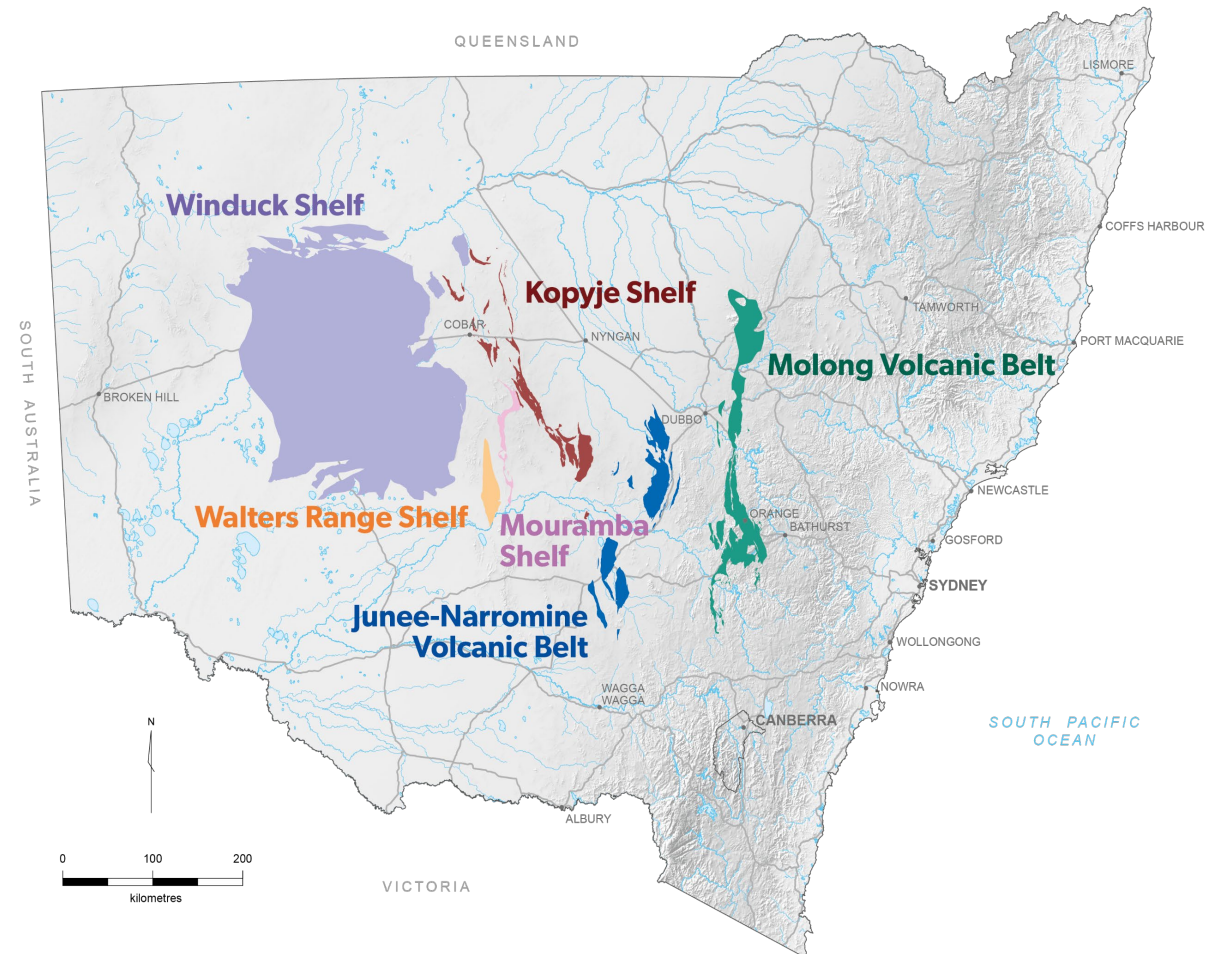 QUEENSLAND
LISMORE
Winduck Shelf
COFFS HARBOUR
Kopyje Shelf
TAMWORTH
COBAR
NYNGAN
PORT MACQUARIE
SOUTH AUSTRALIA
Molong Volcanic Belt
BROKEN HILL
DUBBO
NEWCASTLE
Walters Range Shelf
Mouramba
Shelf
ORANGE
BATHURST
GOSFORD
SYDNEY
Junee-Narromine
Volcanic Belt
WOLLONGONG
WAGGA
WAGGA
NOWRA
CANBERRA
SOUTH PACIFIC
OCEAN
N
ALBURY
0 100 200
kilometres
VICTORIA